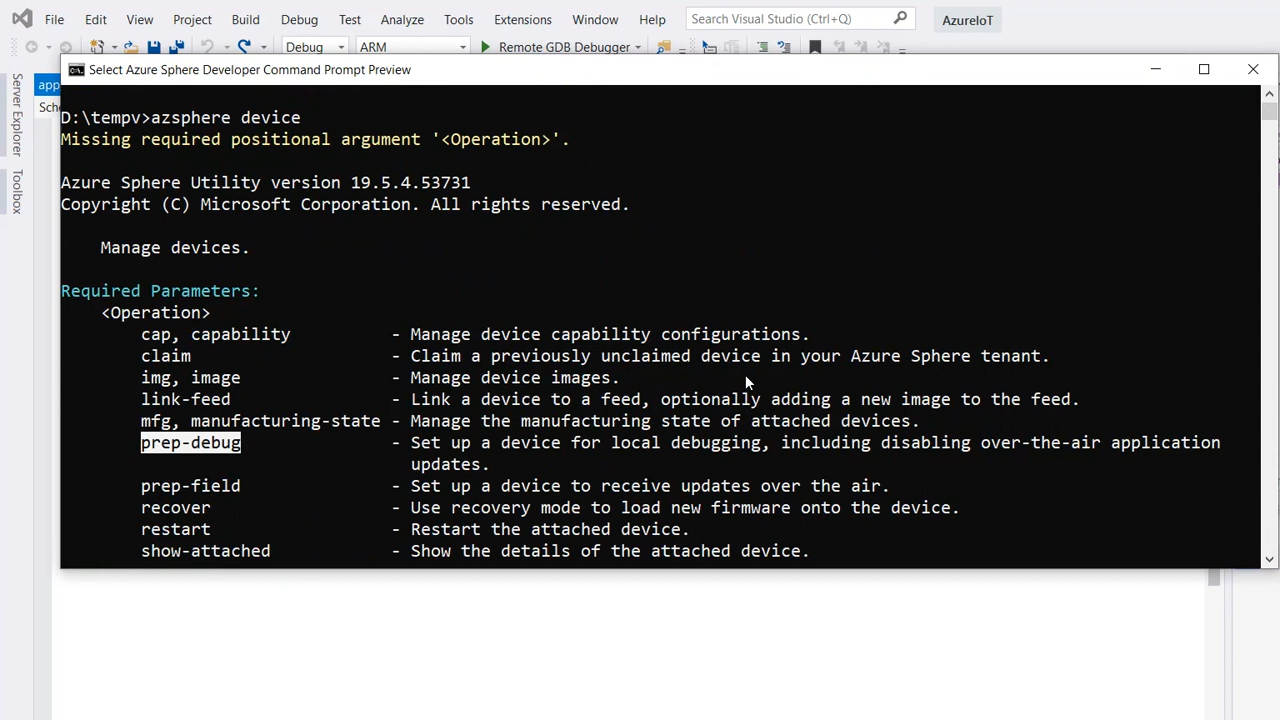 File Edit View Project Build Debug Test Analyze Tools Extensions Window Help Search Visual Studio (Ctrl+Q) AzureIoT
Debug ARM Remote GDB Debugger
Select Azure Sphere Developer Command Prompt Preview
app
Sch
Server Explorer
Toolbox
D:\tempv>azsphere device
Missing required positional argument '<Operation>'.
Azure Sphere Utility version 19.5.4.53731
Copyright (C) Microsoft Corporation. All rights reserved.
Manage devices.
Required Parameters:
<Operation>
cap, capability - Manage device capability configurations.
claim - Claim a previously unclaimed device in your Azure Sphere tenant.
img, image - Manage device images.
link-feed - Link a device to a feed, optionally adding a new image to the feed.
mfg, manufacturing-state - Manage the manufacturing state of attached devices.
prep-debug - Set up a device for local debugging, including disabling over-the-air application
updates.
prep-field - Set up a device to receive updates over the air.
recover - Use recovery mode to load new firmware onto the device.
restart - Restart the attached device.
show-attached - Show the details of the attached device.